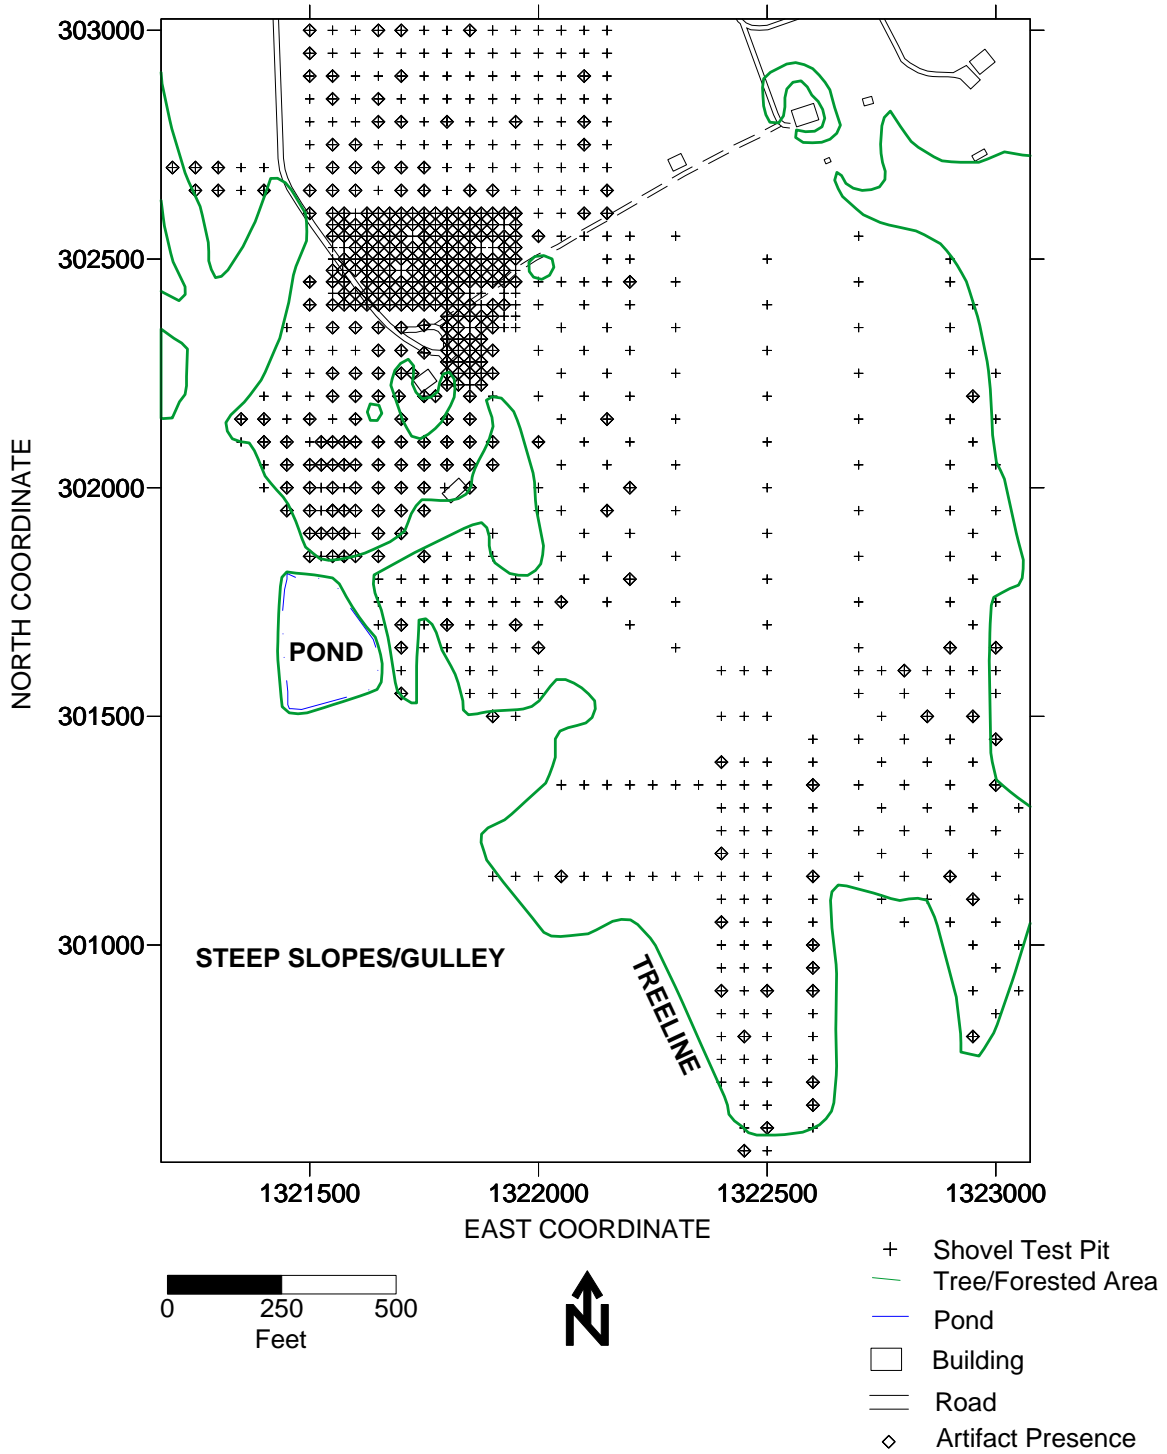 303000
302500
302000
301500
301000
NORTH COORDINATE
POND
STEEP SLOPES/GULLEY
TREELINE
1321500
1322000
1322500
1323000
EAST COORDINATE
0
250
500
Feet
N
Shovel Test Pit
Tree/Forested Area
Pond
Building
Road
Artifact Presence